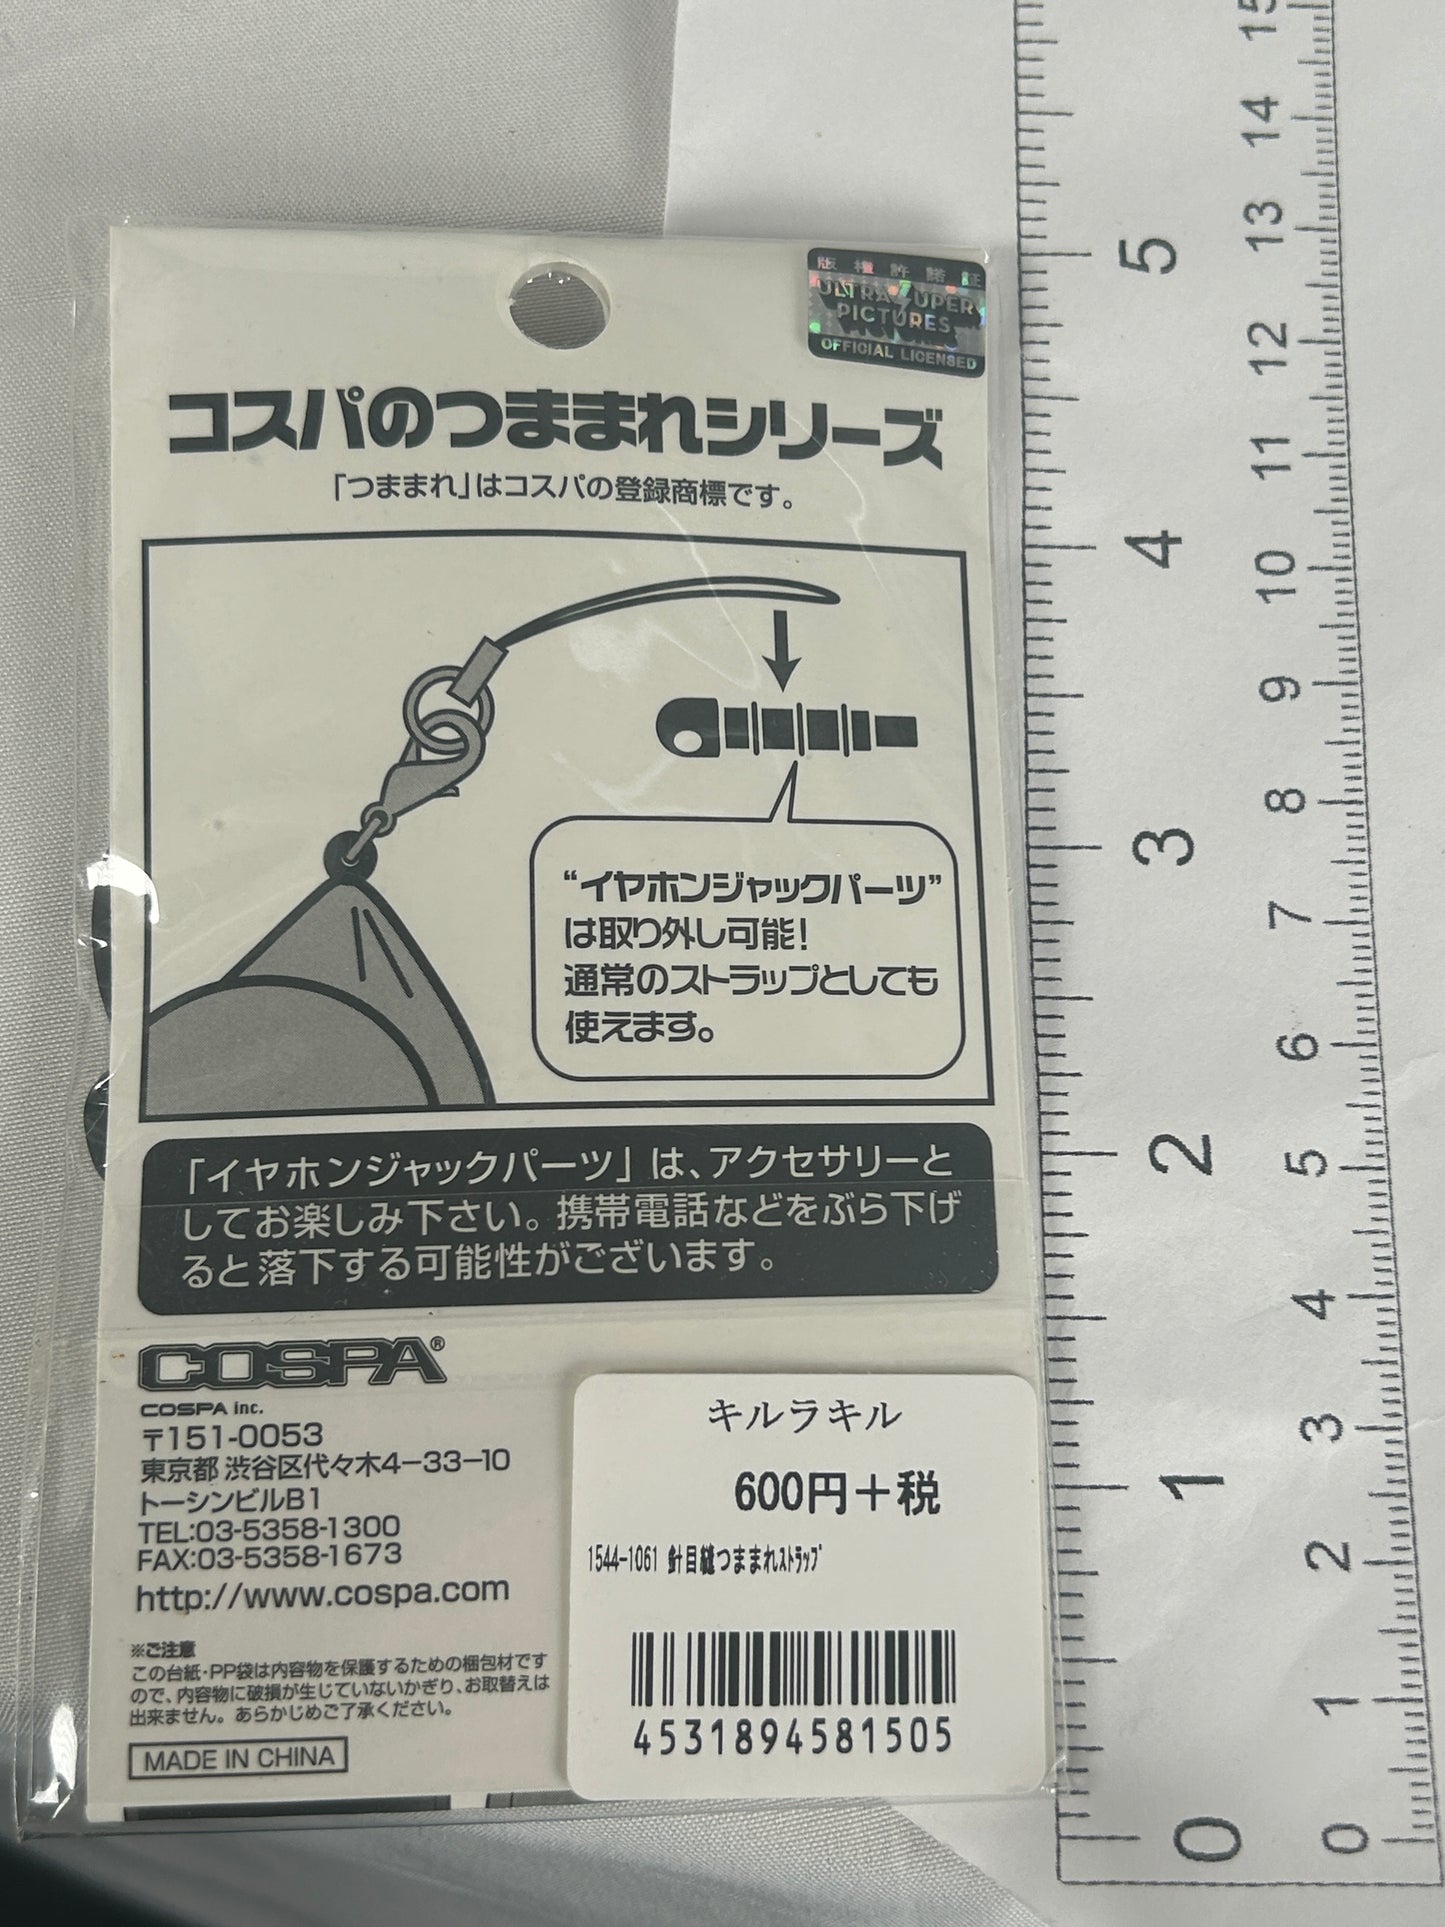 版権許諾証
ULTRA SUPER
PICTURES
OFFICIAL LICENSED
コスパのつままれシリーズ
「つままれ」はコスパの登録商標です。
“イヤホンジャックパーツ”
は取り外し可能!
通常のストラップとしても
使えます。
「イヤホンジャックパーツ」は、アクセサリーと
してお楽しみ下さい。携帯電話などをぶら下げ
ると落下する可能性がございます。
COSPA®
COSPA inc.
〒151-0053
東京都 渋谷区代々木4-33-10
トーシンビルB1
TEL:03-5358-1300
FAX:03-5358-1673
http://www.cospa.com
※ご注意
この台紙・PP袋は内容物を保護するための梱包材です
ので、内容物に破損が生じていないかぎり、お取替えは
出来ません。あらかじめご了承ください。
MADE IN CHINA
キルラキル
600円+税
1544-1061 針目縫つままれストラップ
4531894581505
5
4
3
2
1
0
15
14
13
12
11
10
9
8
7
6
5
4
3
2
1
0